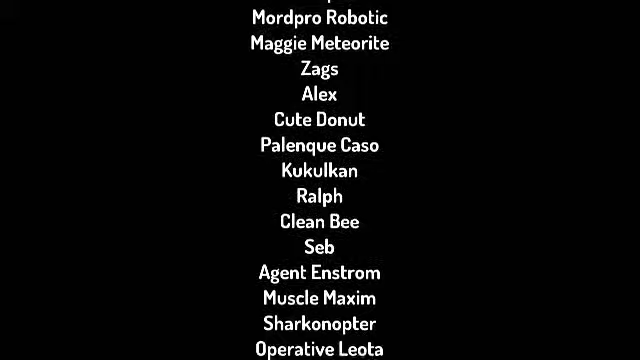 Mordpro Robotic
Maggie Meteorite
Zags
Alex
Cute Donut
Palenque Caso
Kukulkan
Ralph
Clean Bee
Seb
Agent Enstrom
Muscle Maxim
Sharkonopter
Operative Leota